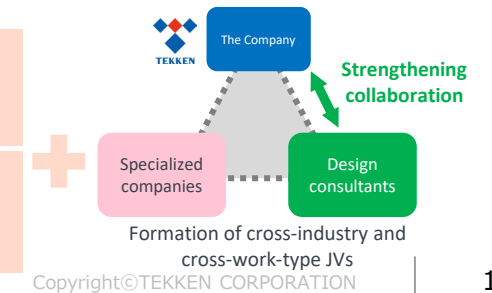 TEKKEN
The Company
Strengthening
collaboration
Specialized
companies
Design
consultants
Formation of cross-industry and
cross-work-type JVs
Copyright©TEKKEN CORPORATION
1